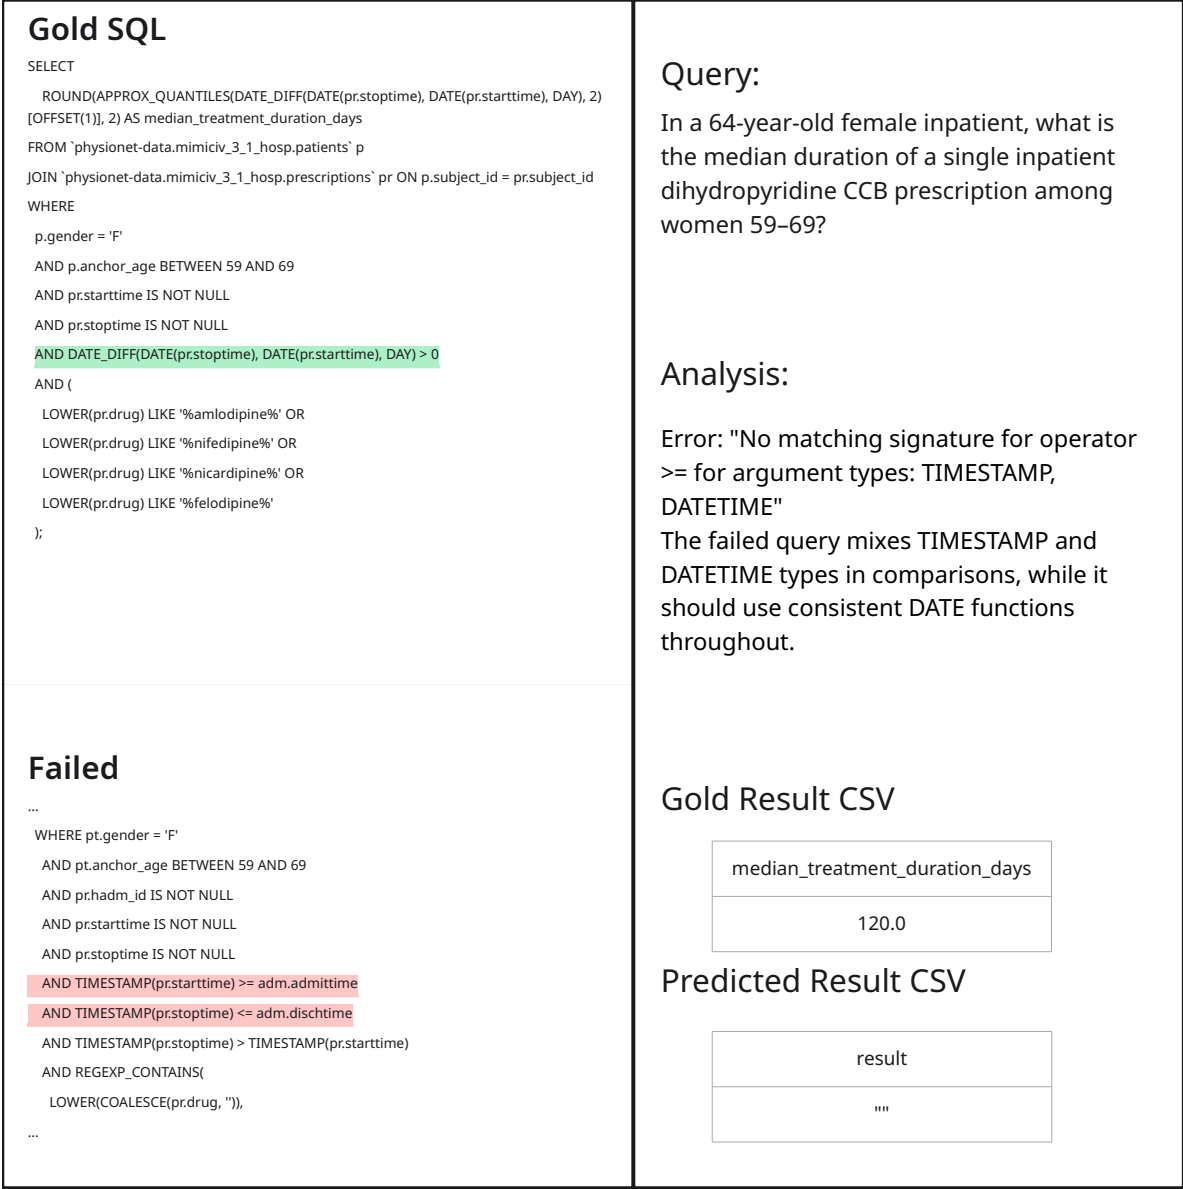 Gold SQL
SELECT
ROUND(APPROX_QUANTILES(DATE_DIFF(DATE(pr.stoptime), DATE(pr.starttime), DAY), 2)
[OFFSET(1)], 2) AS median_treatment_duration_days
FROM `physionet-data.mimiciv_3_1_hosp.patients` p
JOIN `physionet-data.mimiciv_3_1_hosp.prescriptions` pr ON p.subject_id = pr.subject_id
WHERE
p.gender = 'F'
AND p.anchor_age BETWEEN 59 AND 69
AND pr.starttime IS NOT NULL
AND pr.stoptime IS NOT NULL
AND DATE_DIFF(DATE(pr.stoptime), DATE(pr.starttime), DAY) > 0
AND (
LOWER(pr.drug) LIKE '%amlodipine%' OR
LOWER(pr.drug) LIKE '%nifedipine%' OR
LOWER(pr.drug) LIKE '%nicardipine%' OR
LOWER(pr.drug) LIKE '%felodipine%'
);
Failed
...
WHERE pt.gender = 'F'
AND pt.anchor_age BETWEEN 59 AND 69
AND pr.hadm_id IS NOT NULL
AND pr.starttime IS NOT NULL
AND pr.stoptime IS NOT NULL
AND TIMESTAMP(pr.starttime) >= adm.admittime
AND TIMESTAMP(pr.stoptime) <= adm.dischtime
AND TIMESTAMP(pr.stoptime) > TIMESTAMP(pr.starttime)
AND REGEXP_CONTAINS(
LOWER(COALESCE(pr.drug, '')),
...
Query:
In a 64-year-old female inpatient, what is
the median duration of a single inpatient
dihydropyridine CCB prescription among
women 59–69?
Analysis:
Error: "No matching signature for operator
>= for argument types: TIMESTAMP,
DATETIME"
The failed query mixes TIMESTAMP and
DATETIME types in comparisons, while it
should use consistent DATE functions
throughout.
Gold Result CSV
median_treatment_duration_days
120.0
Predicted Result CSV
result
""